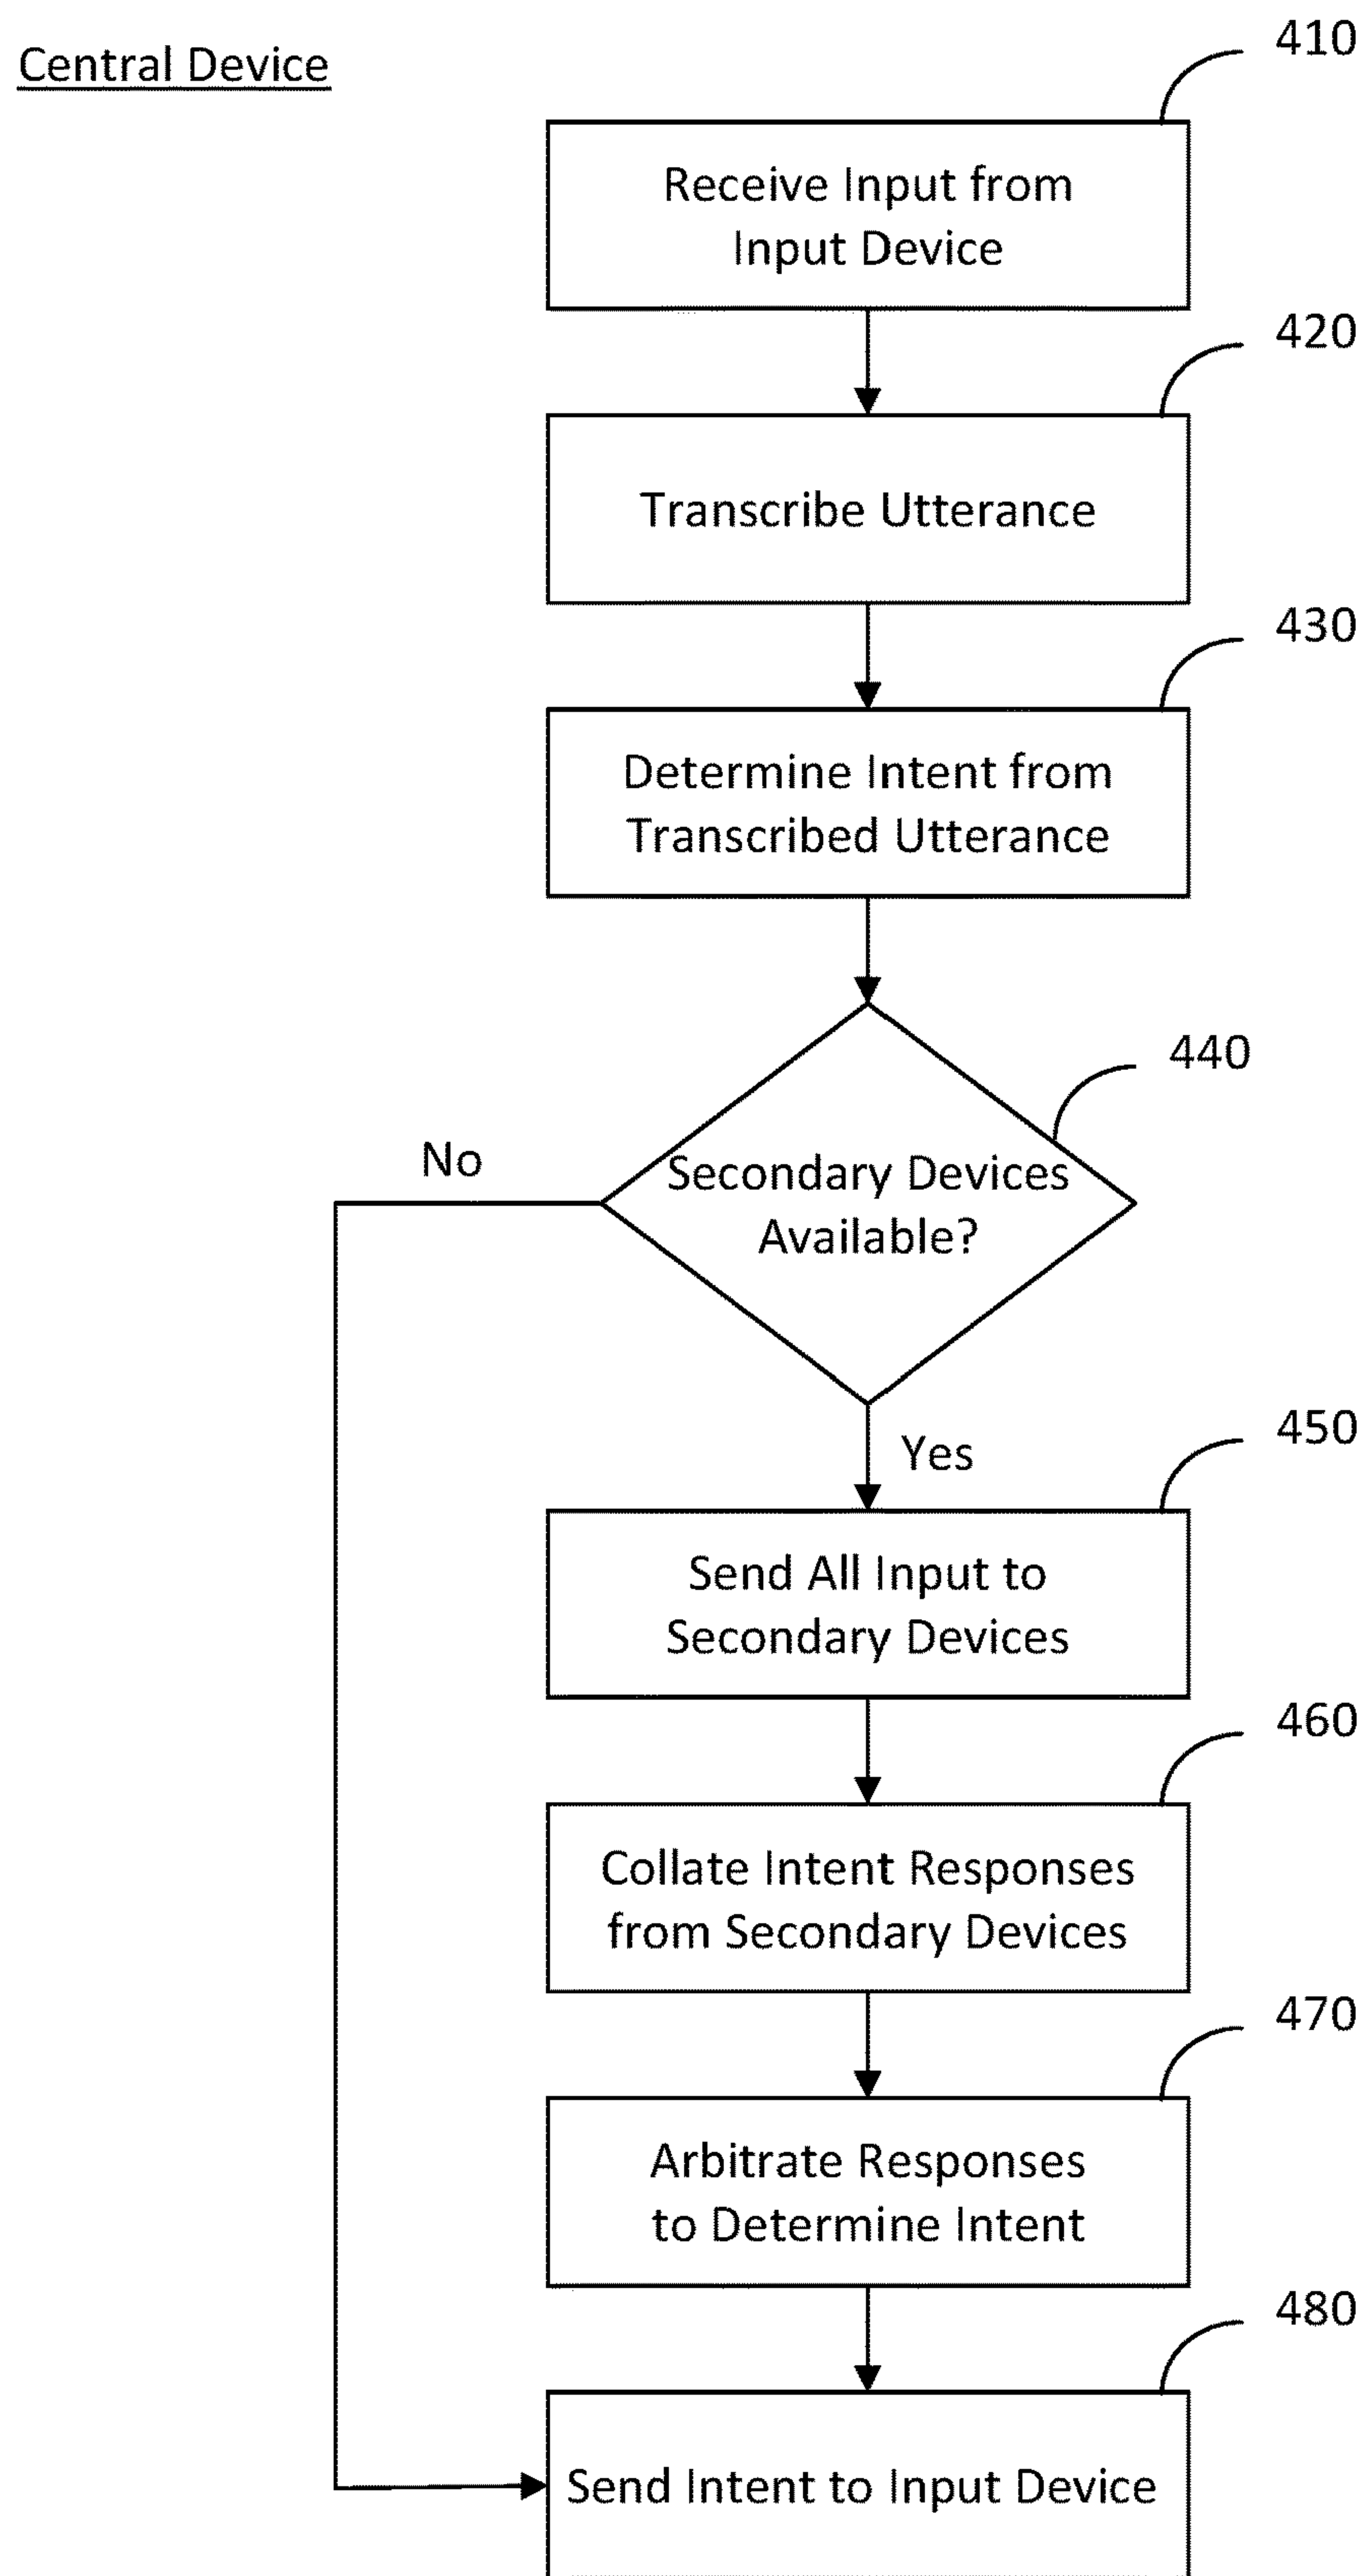 Central Device
410
Receive Input from
Input Device
420
Transcribe Utterance
430
Determine Intent from
Transcribed Utterance
440
No
Secondary Devices
Available?
Yes
450
Send All Input to
Secondary Devices
460
Collate Intent Responses
from Secondary Devices
470
Arbitrate Responses
to Determine Intent
480
Send Intent to Input Device